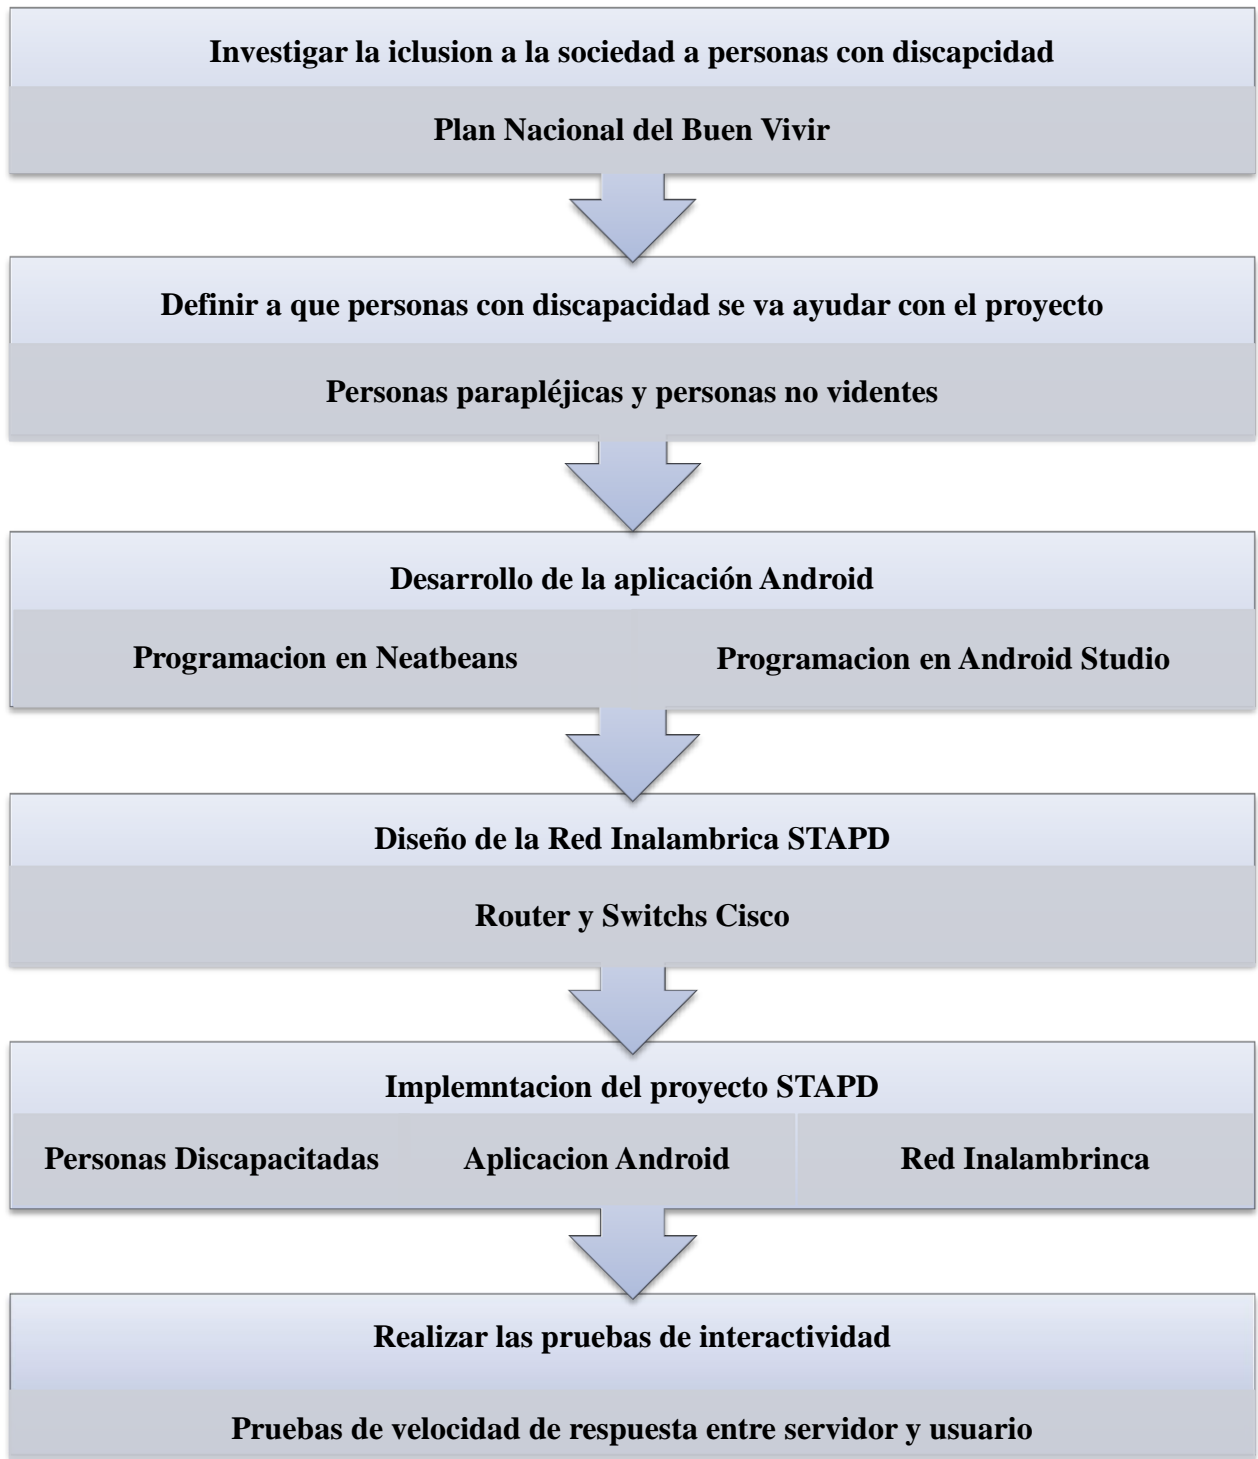 Investigar la iclusion a la sociedad a personas con discapcidad
Plan Nacional del Buen Vivir
Definir a que personas con discapacidad se va ayudar con el proyecto
Personas parapléjicas y personas no videntes
Desarrollo de la aplicación Android
Programacion en Neatbeans
Programacion en Android Studio
Diseño de la Red Inalambrica STAPD
Router y Switchs Cisco
Implemntacion del proyecto STAPD
Personas Discapacitadas
Aplicacion Android
Red Inalambrinca
Realizar las pruebas de interactividad
Pruebas de velocidad de respuesta entre servidor y usuario